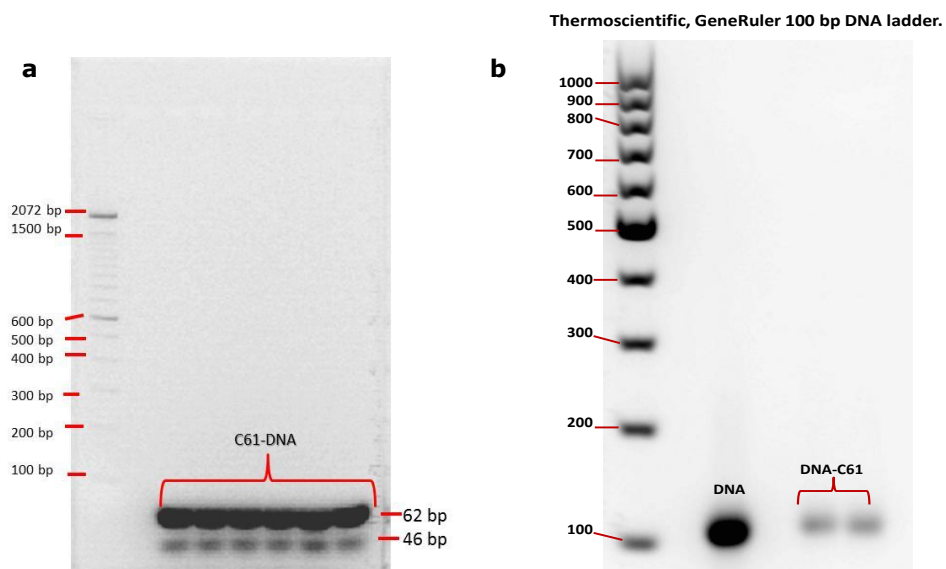 Thermoscientific, GeneRuler 100 bp DNA ladder.
a
2072 bp
1500 bp
600 bp
500 bp
400 bp
300 bp
200 bp
100 bp
C61-DNA
62 bp
46 bp
b
1000
900
800
700
600
500
400
300
200
100
DNA
DNA-C61